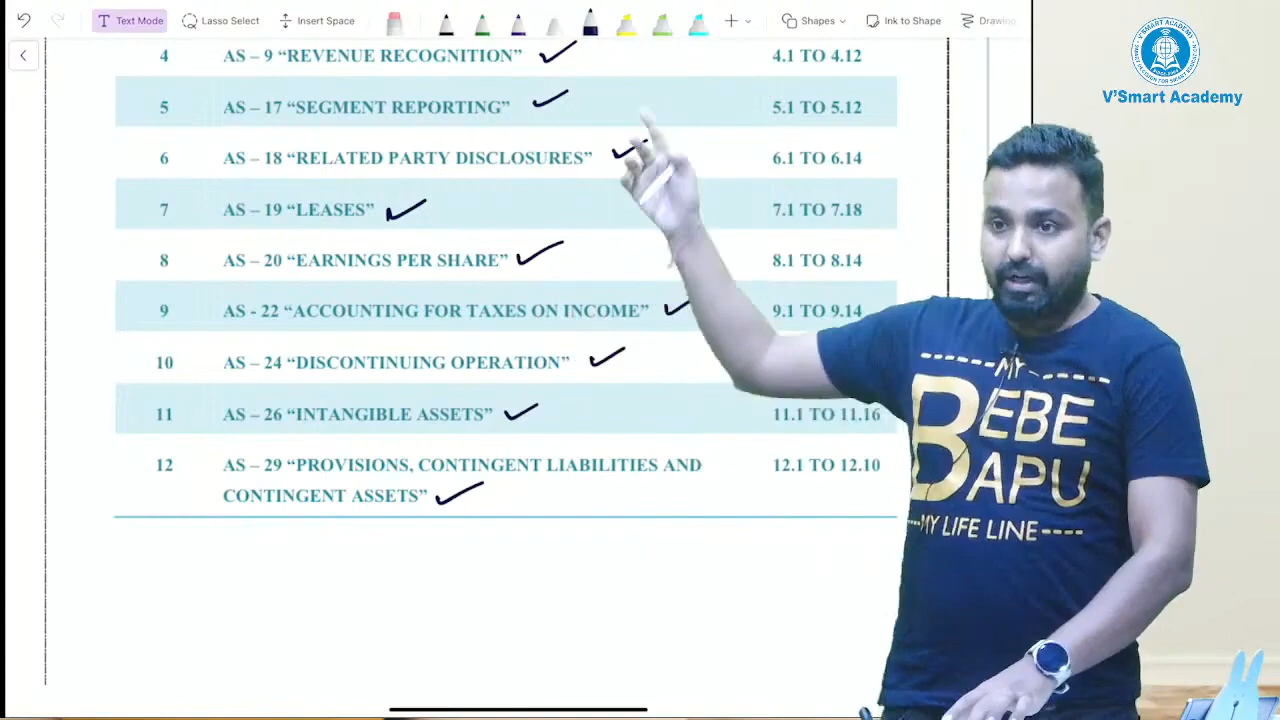 Text Mode Lasso Select Insert Space Shapes Ink to Shape Drawing
4 AS – 9 “REVENUE RECOGNITION” 4.1 TO 4.12
5 AS – 17 “SEGMENT REPORTING” 5.1 TO 5.12
6 AS – 18 “RELATED PARTY DISCLOSURES” 6.1 TO 6.14
7 AS – 19 “LEASES” 7.1 TO 7.18
8 AS – 20 “EARNINGS PER SHARE” 8.1 TO 8.14
9 AS - 22 “ACCOUNTING FOR TAXES ON INCOME” 9.1 TO 9.14
10 AS – 24 “DISCONTINUING OPERATION”
11 AS – 26 “INTANGIBLE ASSETS” 11.1 TO 11.16
12 AS – 29 “PROVISIONS, CONTINGENT LIABILITIES AND 12.1 TO 12.10
CONTINGENT ASSETS”
V'Smart Academy
----- MY -----
BEBE
BAPU
---MY LIFE LINE----